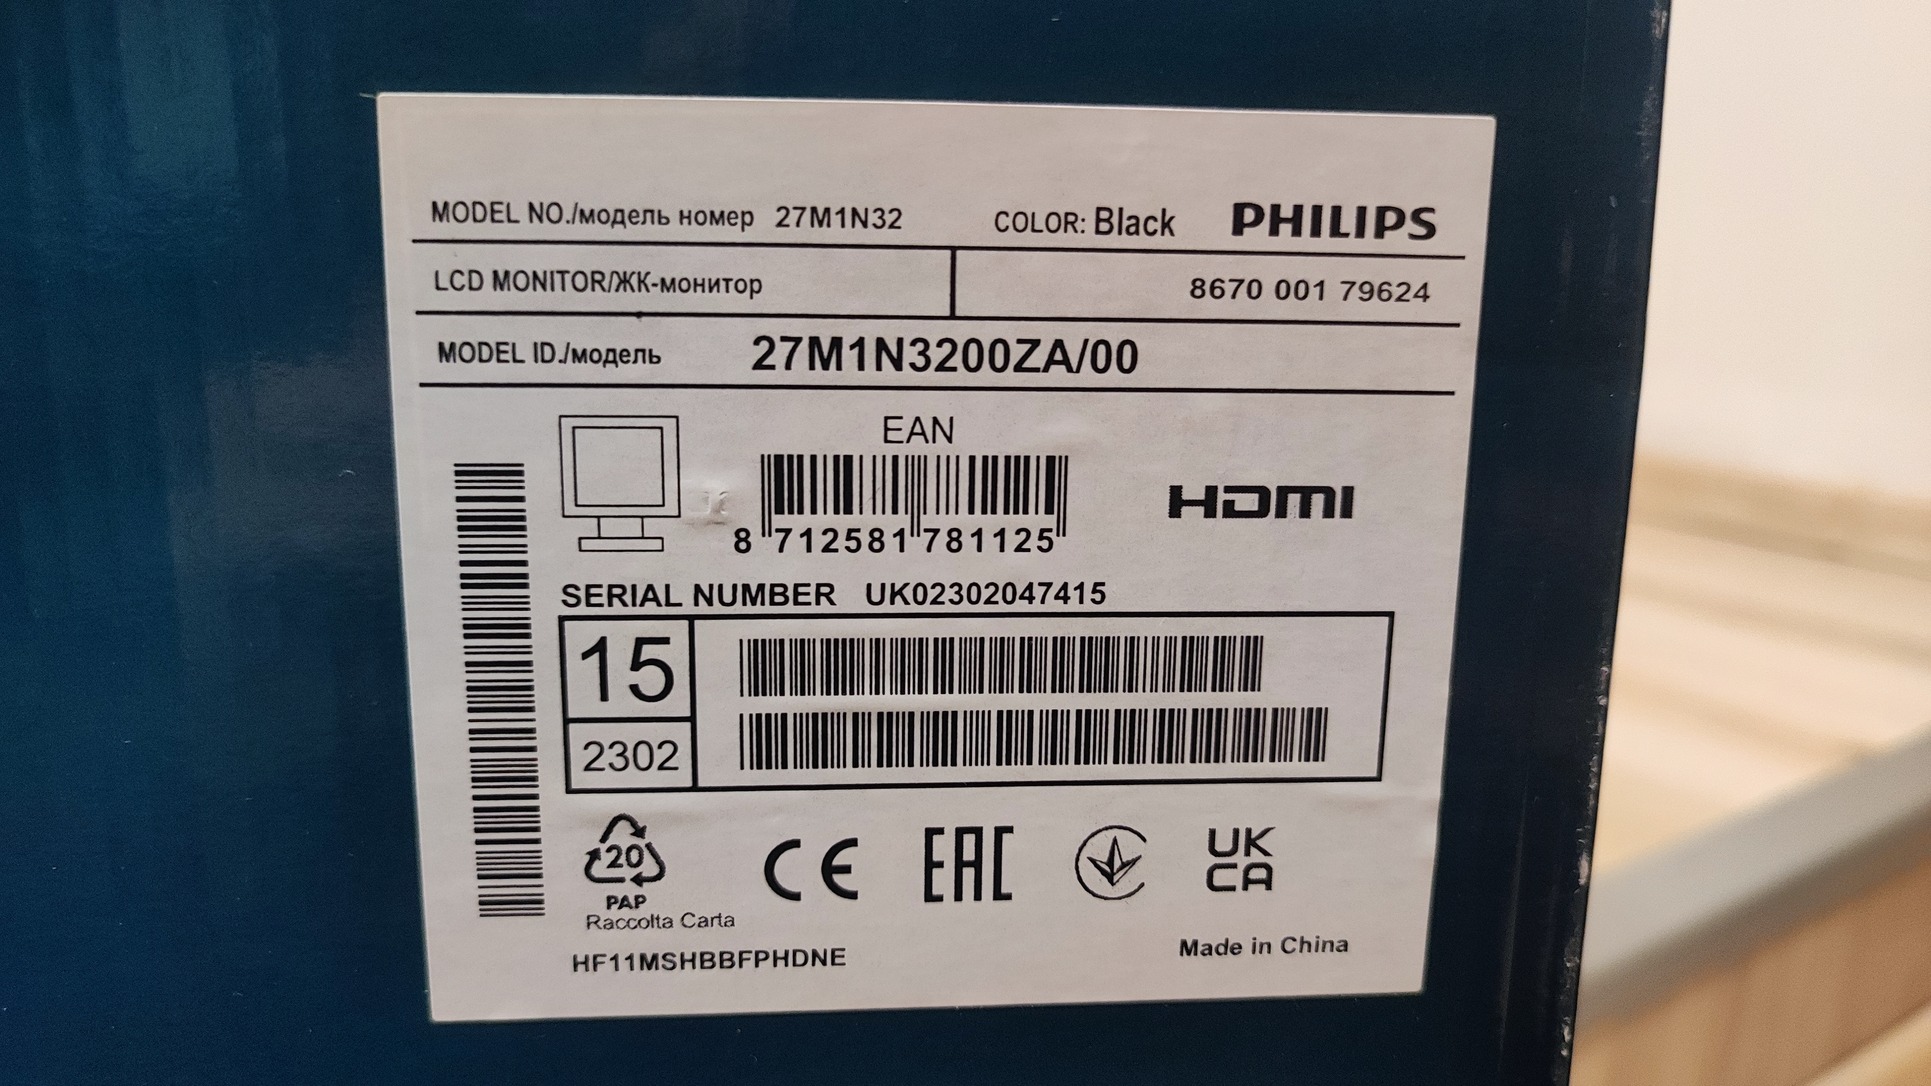 MODEL NO./модель номер 27M1N32 COLOR: Black PHILIPS
LCD MONITOR/ЖК-монитор 8670 001 79624
MODEL ID./модель 27M1N3200ZA/00
EAN
8 712581 781125
HDMI
SERIAL NUMBER UK02302047415
15
2302
20
PAP
Raccolta Carta
CE
EAC
UK
CA
HF11MSHBBFPHDNE
Made in China